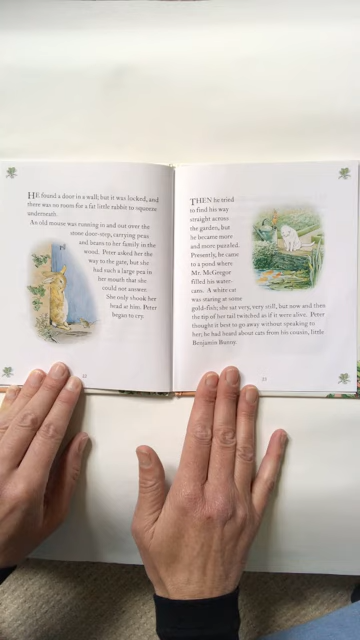 HE found a door in a wall; but it was locked, and
there was no room for a fat little rabbit to squeeze
underneath.
An old mouse was running in and out over the
stone door-step, carrying peas
and beans to her family in the
wood. Peter asked her the
way to the gate, but she
had such a large pea in
her mouth that she
could not answer.
She only shook her
head at him. Peter
began to cry.
THEN he tried
to find his way
straight across
the garden, but
he became more
and more puzzled.
Presently, he came
to a pond where
Mr. McGregor
filled his water-
cans. A white cat
was staring at some
gold-fish; she sat very, very still, but now and then
the tip of her tail twitched as if it were alive. Peter
thought it best to go away without speaking to
her; he had heard about cats from his cousin, little
Benjamin Bunny.